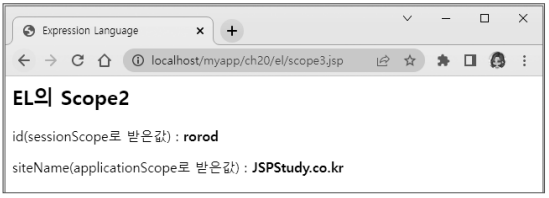 Expression Language
localhost/myapp/ch20/el/scope3.jsp
EL의 Scope2
id(sessionScope로 받은값) : rorod
siteName(applicationScope로 받은값) : JSPStudy.co.kr